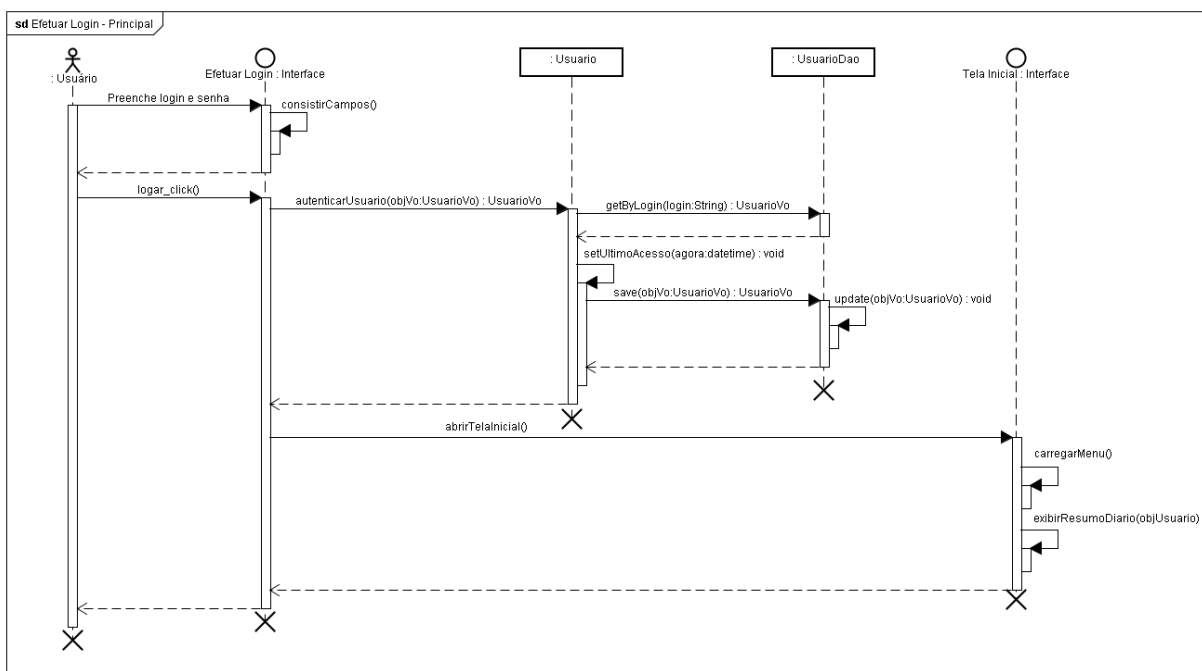 sd Efetuar Login - Principal
: Usuário
Efetuar Login : Interface
: Usuario
: UsuarioDao
Tela Inicial : Interface
Preenche login e senha
consistirCampos()
logar_click()
autenticarUsuario(objVo:UsuarioVo) : UsuarioVo
getByLogin(login:String) : UsuarioVo
setUltimoAcesso(agora:datetime) : void
save(objVo:UsuarioVo) : UsuarioVo
update(objVo:UsuarioVo) : void
abrirTelaInicial()
carregarMenu()
exibirResumoDiario(objUsuario)